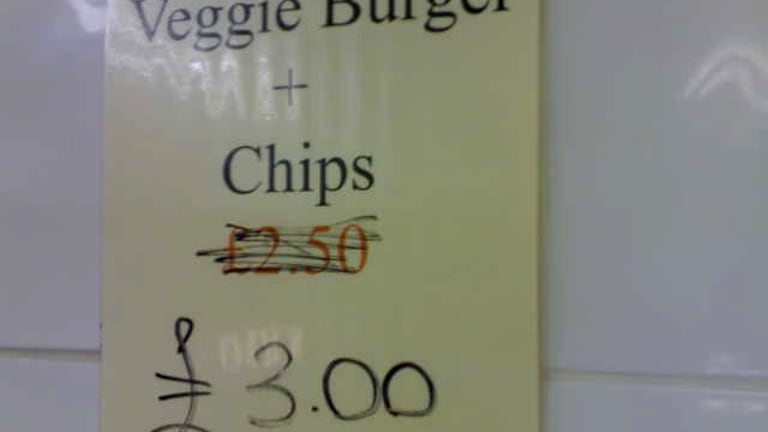 Veggie Burger
+
Chips
£2.50
£3.00